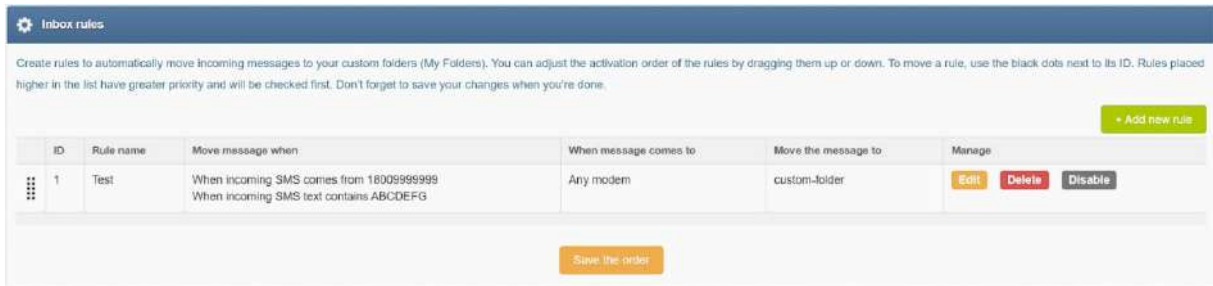 Inbox rules
Create rules to automatically move incoming messages to your custom folders (My Folders). You can adjust the activation order of the rules by dragging them up or down. To move a rule, use the black dots next to its ID. Rules placed
higher in the list have greater priority and will be checked first. Don't forget to save your changes when you're done.
+ Add new rule
ID Rule name Move message when When message comes to Move the message to Manage
1 Test When incoming SMS comes from 18009999999 Any modem custom-folder Edit Delete Disable
When incoming SMS text contains ABCDEFG
Save the order